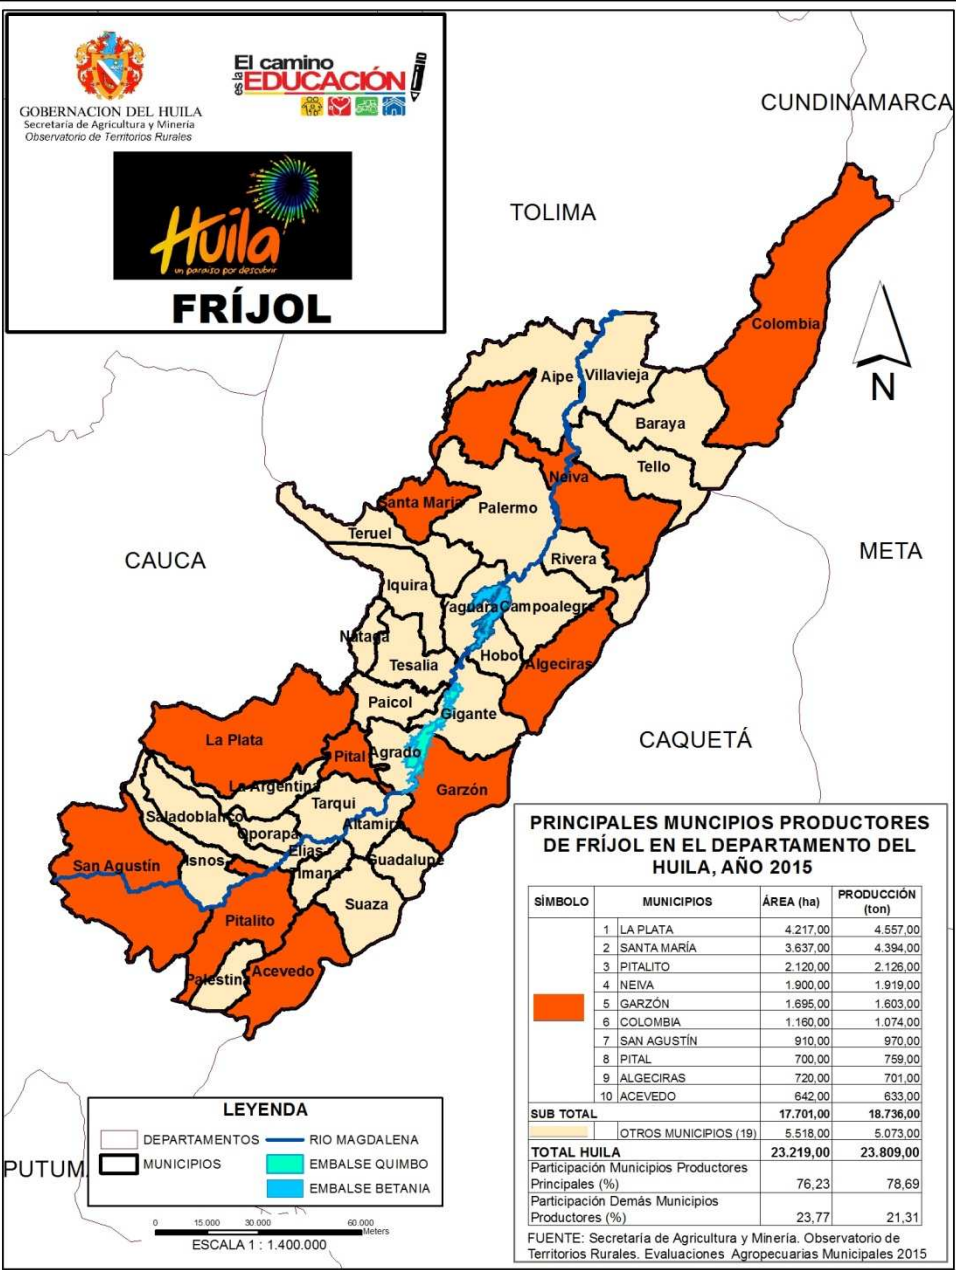 GOBERNACION DEL HUILA
Secretaría de Agricultura y Minería
Observatorio de Territorios Rurales
El camino
es la EDUCACIÓN
Huila
un paraiso por descubrir
FRÍJOL
CUNDINAMARCA
TOLIMA
Colombia
N
Aipe
Villavieja
Baraya
Tello
Neiva
Santa María
Palermo
Teruel
META
CAUCA
Rivera
Iquira
Yaguara
Campoalegre
Nátaga
Hobo
Tesalia
Algeciras
Paicol
Gigante
CAQUETÁ
La Plata
Pital
Agrado
La Argentina
Garzón
Tarqui
Saladoblanco
Oporapa
Altamira
Elias
San Agustín
Isnos
Timana
Guadalupe
Suaza
Pitalito
Palestina
Acevedo
PUTUM
PRINCIPALES MUNCIPIOS PRODUCTORES
DE FRÍJOL EN EL DEPARTAMENTO DEL
HUILA, AÑO 2015
SÍMBOLO MUNICIPIOS ÁREA (ha) PRODUCCIÓN (ton)
1 LA PLATA 4.217,00 4.557,00
2 SANTA MARÍA 3.637,00 4.394,00
3 PITALITO 2.120,00 2.126,00
4 NEIVA 1.900,00 1.919,00
5 GARZÓN 1.695,00 1.603,00
6 COLOMBIA 1.160,00 1.074,00
7 SAN AGUSTÍN 910,00 970,00
8 PITAL 700,00 759,00
9 ALGECIRAS 720,00 701,00
10 ACEVEDO 642,00 633,00
SUB TOTAL 17.701,00 18.736,00
OTROS MUNICIPIOS (19) 5.518,00 5.073,00
TOTAL HUILA 23.219,00 23.809,00
Participación Municipios Productores
Principales (%) 76,23 78,69
Participación Demás Municipios
Productores (%) 23,77 21,31
FUENTE: Secretaría de Agricultura y Minería. Observatorio de
Territorios Rurales. Evaluaciones Agropecuarias Municipales 2015
LEYENDA
DEPARTAMENTOS RIO MAGDALENA
MUNICIPIOS EMBALSE QUIMBO
EMBALSE BETANIA
0 15.000 30.000 60.000
Meters
ESCALA 1 : 1.400.000